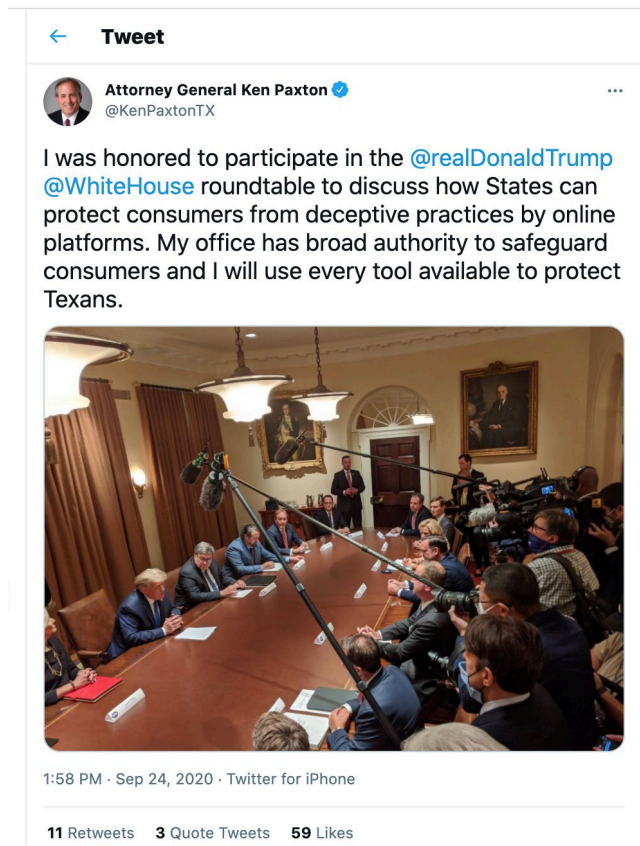 Tweet
Attorney General Ken Paxton
@KenPaxtonTX
I was honored to participate in the @realDonaldTrump
@WhiteHouse roundtable to discuss how States can
protect consumers from deceptive practices by online
platforms. My office has broad authority to safeguard
consumers and I will use every tool available to protect
Texans.
1:58 PM · Sep 24, 2020 · Twitter for iPhone
11 Retweets 3 Quote Tweets 59 Likes